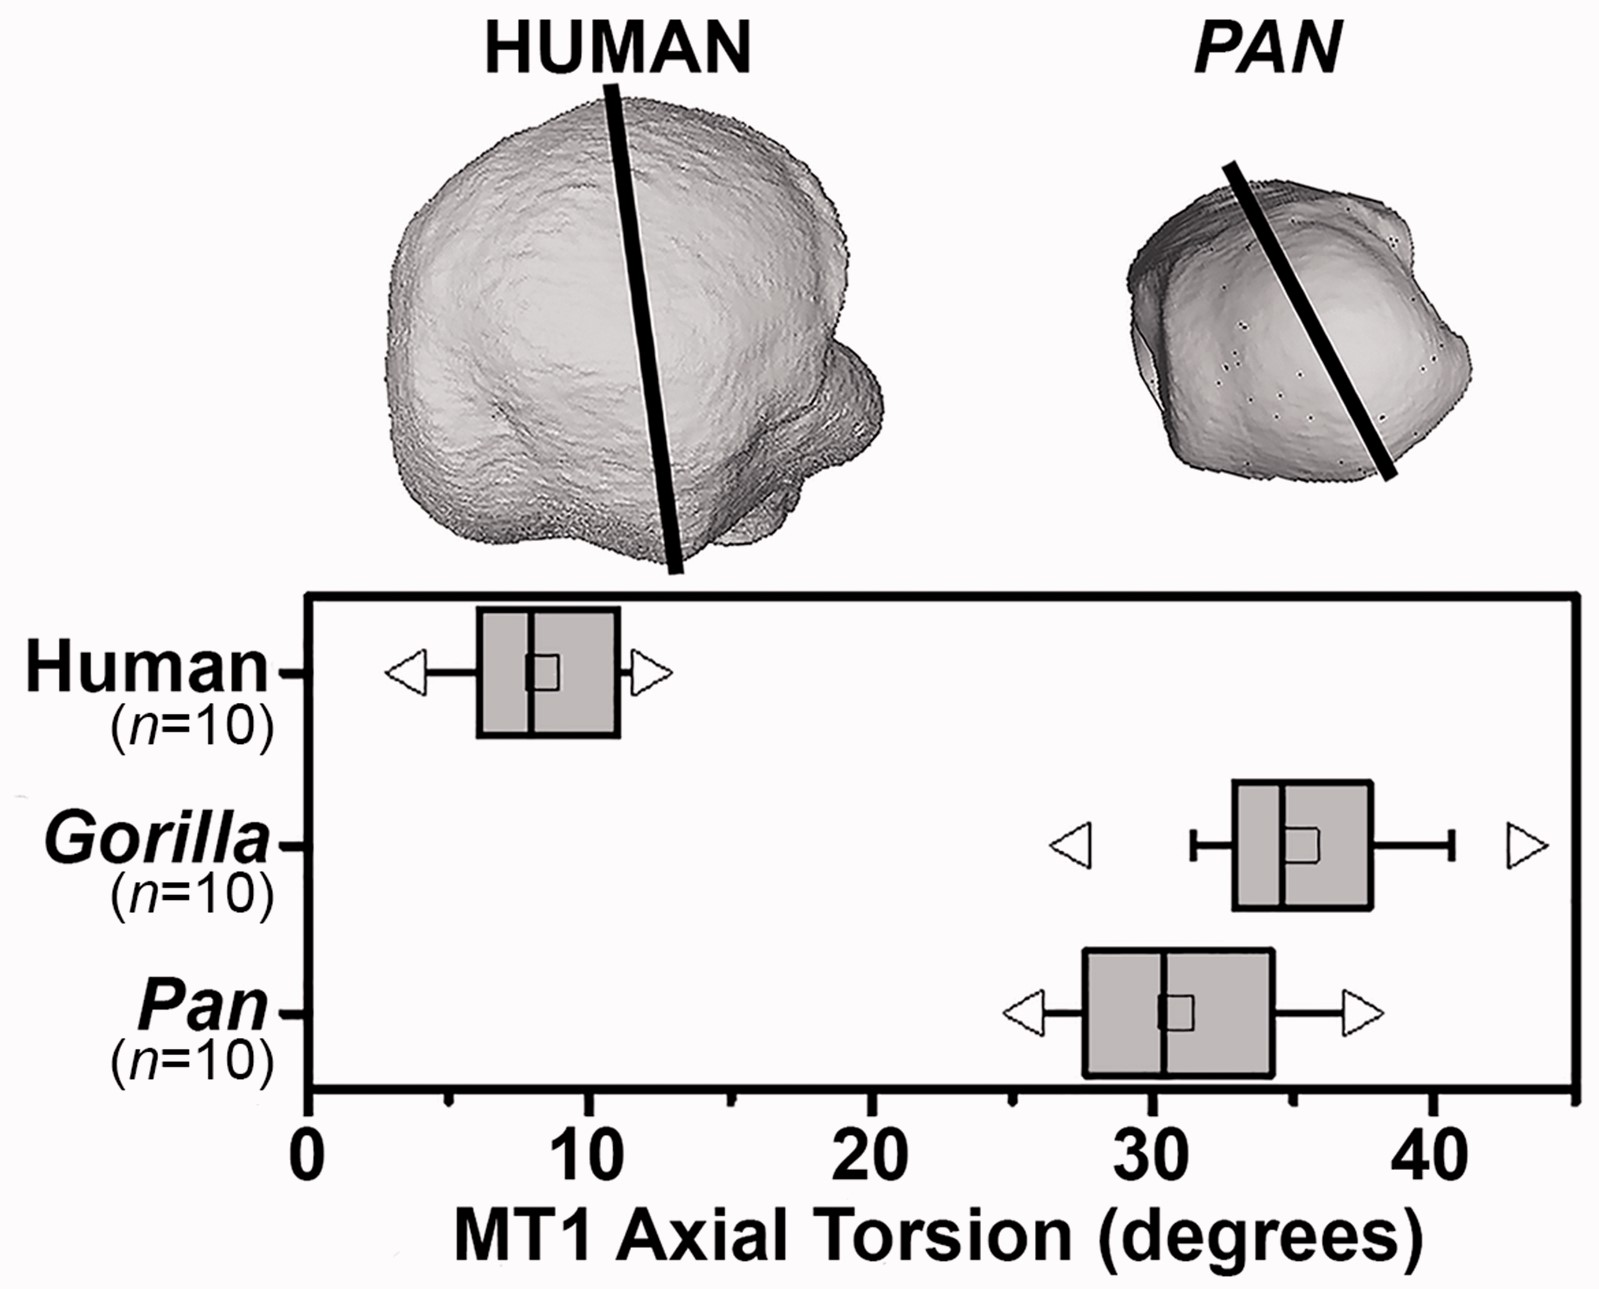 HUMAN
PAN
Human
(n=10)
Gorilla
(n=10)
Pan
(n=10)
0 10 20 30 40
MT1 Axial Torsion (degrees)